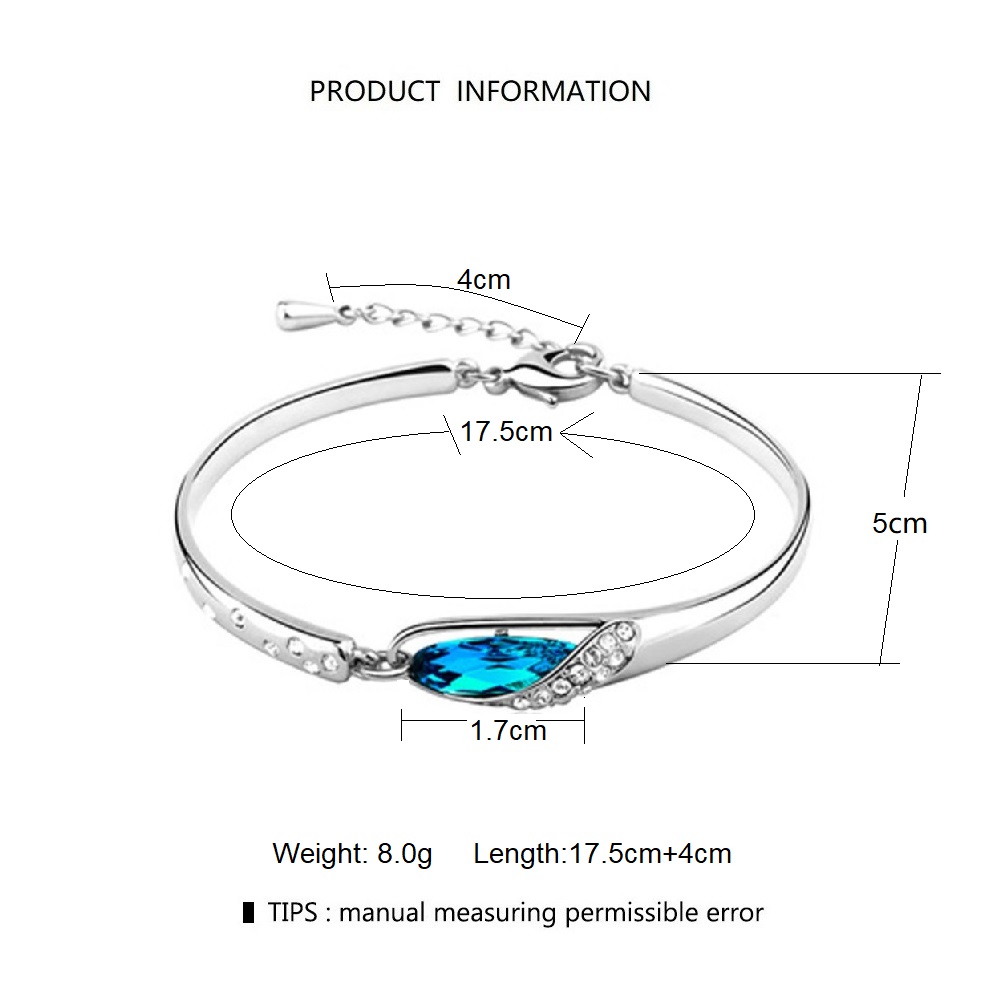 PRODUCT INFORMATION
4cm
17.5cm
5cm
1.7cm
Weight: 8.0g Length:17.5cm+4cm
TIPS : manual measuring permissible error